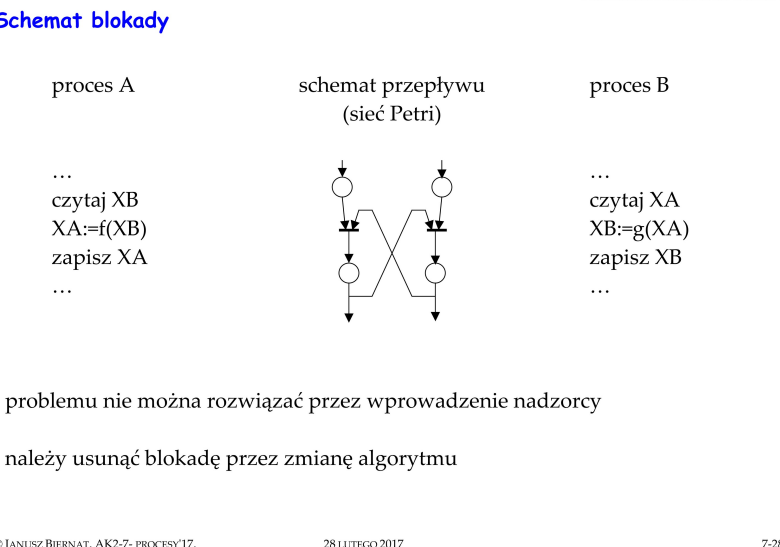 Schemat blokady
proces A
schemat przepływu
(sieć Petri)
proces B
…
czytaj XB
XA:=f(XB)
zapisz XA
…
…
czytaj XA
XB:=g(XA)
zapisz XB
…
problemu nie można rozwiązać przez wprowadzenie nadzorcy
należy usunąć blokadę przez zmianę algorytmu
© JANUSZ BIERNAT, AK2-7- PROCESY'17, 28 LUTEGO 2017 7-28